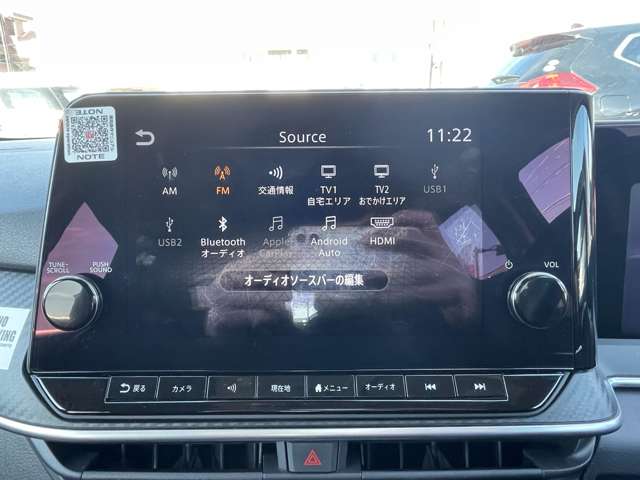 NOTE
Source
11:22
AM
FM
交通情報
TV1
自宅エリア
TV2
おでかけエリア
USB1
USB2
Bluetooth
オーディオ
Apple
CarPlay
Android
Auto
HDMI
オーディオソースバーの編集
TUNE·
SCROLL
PUSH
SOUND
VOL
戻る
カメラ
現在地
メニュー
オーディオ
NOTE